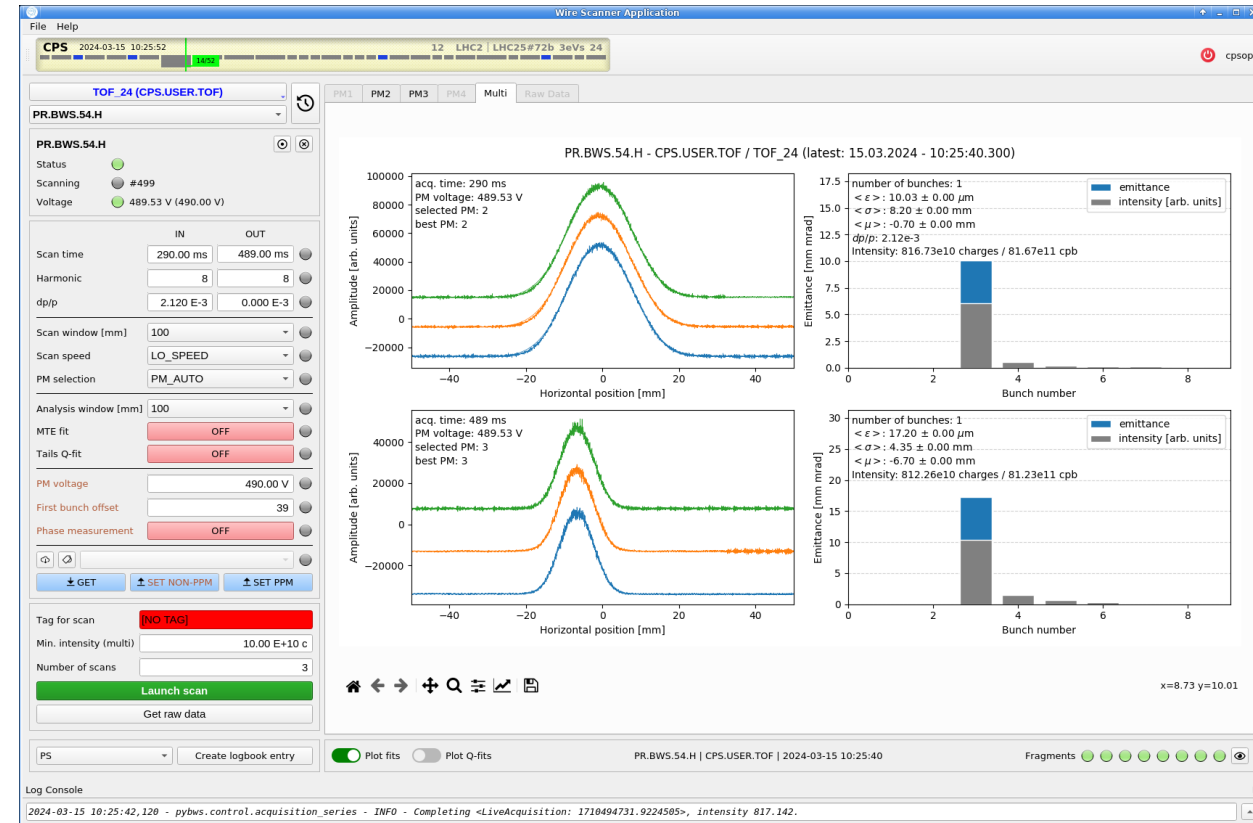 Wire Scanner Application
File Help
CPS 2024-03-15 10:25:52 12 LHC2 | LHC25#72b 3eVs 24
14/52
cpsop
TOF_24 (CPS.USER.TOF)
PR.BWS.54.H
PR.BWS.54.H
Status
Scanning #499
Voltage 489.53 V (490.00 V)
IN OUT
Scan time 290.00 ms 489.00 ms
Harmonic 8 8
dp/p 2.120 E-3 0.000 E-3
Scan window [mm] 100
Scan speed LO_SPEED
PM selection PM_AUTO
Analysis window [mm] 100
MTE fit OFF
Tails Q-fit OFF
PM voltage 490.00 V
First bunch offset 39
Phase measurement OFF
GET SET NON-PPM SET PPM
Tag for scan [NO TAG]
Min. intensity (multi) 10.00 E+10 c
Number of scans 3
Launch scan
Get raw data
PS Create logbook entry
PM1 PM2 PM3 PM4 Multi Raw Data
PR.BWS.54.H - CPS.USER.TOF / TOF_24 (latest: 15.03.2024 - 10:25:40.300)
Amplitude [arb. units]
100000
80000
60000
40000
20000
0
−20000
acq. time: 290 ms
PM voltage: 489.53 V
selected PM: 2
best PM: 2
−40 −20 0 20 40
Horizontal position [mm]
Emittance [mm mrad]
17.5
15.0
12.5
10.0
7.5
5.0
2.5
0.0
number of bunches: 1
< ε > : 10.03 ± 0.00 μm
< σ > : 8.20 ± 0.00 mm
< μ > : -0.70 ± 0.00 mm
dp/p: 2.12e-3
Intensity: 816.73e10 charges / 81.67e11 cpb
emittance
intensity [arb. units]
0 2 4 6 8
Bunch number
Amplitude [arb. units]
40000
20000
0
−20000
acq. time: 489 ms
PM voltage: 489.53 V
selected PM: 3
best PM: 3
−40 −20 0 20 40
Horizontal position [mm]
Emittance [mm mrad]
30
25
20
15
10
5
0
number of bunches: 1
< ε > : 17.20 ± 0.00 μm
< σ > : 4.35 ± 0.00 mm
< μ > : -6.70 ± 0.00 mm
Intensity: 812.26e10 charges / 81.23e11 cpb
emittance
intensity [arb. units]
0 2 4 6 8
Bunch number
x=8.73 y=10.01
Plot fits Plot Q-fits PR.BWS.54.H | CPS.USER.TOF | 2024-03-15 10:25:40 Fragments
Log Console
2024-03-15 10:25:42,120 - pybws.control.acquisition_series - INFO - Completing <LiveAcquisition: 1710494731.9224505>, intensity 817.142.